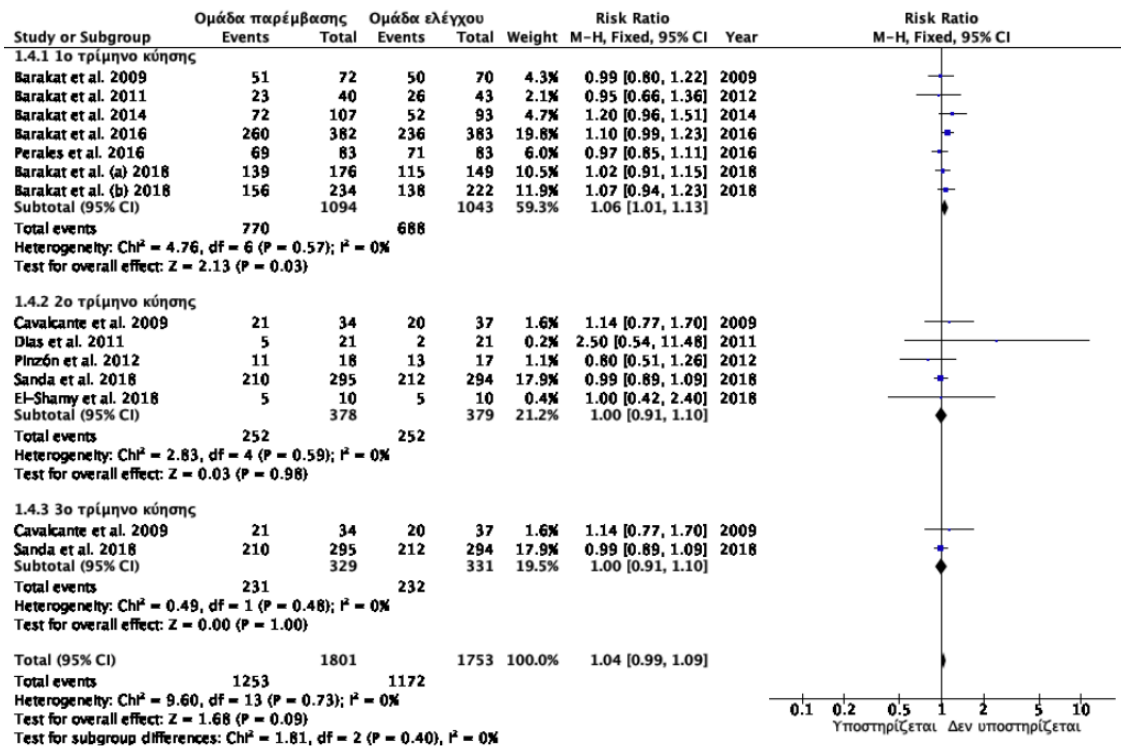 Ομάδα παρέμβασης Ομάδα ελέγχου Risk Ratio Risk Ratio
Study or Subgroup Events Total Events Total Weight M-H, Fixed, 95% CI Year M-H, Fixed, 95% CI
1.4.1 1ο τρίμηνο κύησης
Barakat et al. 2009 51 72 50 70 4.3% 0.99 [0.80, 1.22] 2009
Barakat et al. 2011 23 40 26 43 2.1% 0.95 [0.66, 1.36] 2012
Barakat et al. 2014 72 107 52 93 4.7% 1.20 [0.96, 1.51] 2014
Barakat et al. 2016 260 382 236 383 19.8% 1.10 [0.99, 1.23] 2016
Perales et al. 2016 69 83 71 83 6.0% 0.97 [0.85, 1.11] 2016
Barakat et al. (a) 2018 139 176 115 149 10.5% 1.02 [0.91, 1.15] 2018
Barakat et al. (b) 2018 156 234 138 222 11.9% 1.07 [0.94, 1.23] 2018
Subtotal (95% CI) 1094 1043 59.3% 1.06 [1.01, 1.13]
Total events 770 688
Heterogeneity: Chi² = 4.76, df = 6 (P = 0.57); I² = 0%
Test for overall effect: Z = 2.13 (P = 0.03)
1.4.2 2ο τρίμηνο κύησης
Cavalcante et al. 2009 21 34 20 37 1.6% 1.14 [0.77, 1.70] 2009
Dias et al. 2011 5 21 2 21 0.2% 2.50 [0.54, 11.48] 2011
Pinzón et al. 2012 11 18 13 17 1.1% 0.80 [0.51, 1.26] 2012
Sanda et al. 2018 210 295 212 294 17.9% 0.99 [0.89, 1.09] 2018
El-Shamy et al. 2018 5 10 5 10 0.4% 1.00 [0.42, 2.40] 2018
Subtotal (95% CI) 378 379 21.2% 1.00 [0.91, 1.10]
Total events 252 252
Heterogeneity: Chi² = 2.83, df = 4 (P = 0.59); I² = 0%
Test for overall effect: Z = 0.03 (P = 0.98)
1.4.3 3ο τρίμηνο κύησης
Cavalcante et al. 2009 21 34 20 37 1.6% 1.14 [0.77, 1.70] 2009
Sanda et al. 2018 210 295 212 294 17.9% 0.99 [0.89, 1.09] 2018
Subtotal (95% CI) 329 331 19.5% 1.00 [0.91, 1.10]
Total events 231 232
Heterogeneity: Chi² = 0.49, df = 1 (P = 0.48); I² = 0%
Test for overall effect: Z = 0.00 (P = 1.00)
Total (95% CI) 1801 1753 100.0% 1.04 [0.99, 1.09]
Total events 1253 1172
Heterogeneity: Chi² = 9.60, df = 13 (P = 0.73); I² = 0%
Test for overall effect: Z = 1.68 (P = 0.09)
Test for subgroup differences: Chi² = 1.81, df = 2 (P = 0.40), I² = 0%
0.1 0.2 0.5 1 2 5 10
Υποστηρίζεται Δεν υποστηρίζεται